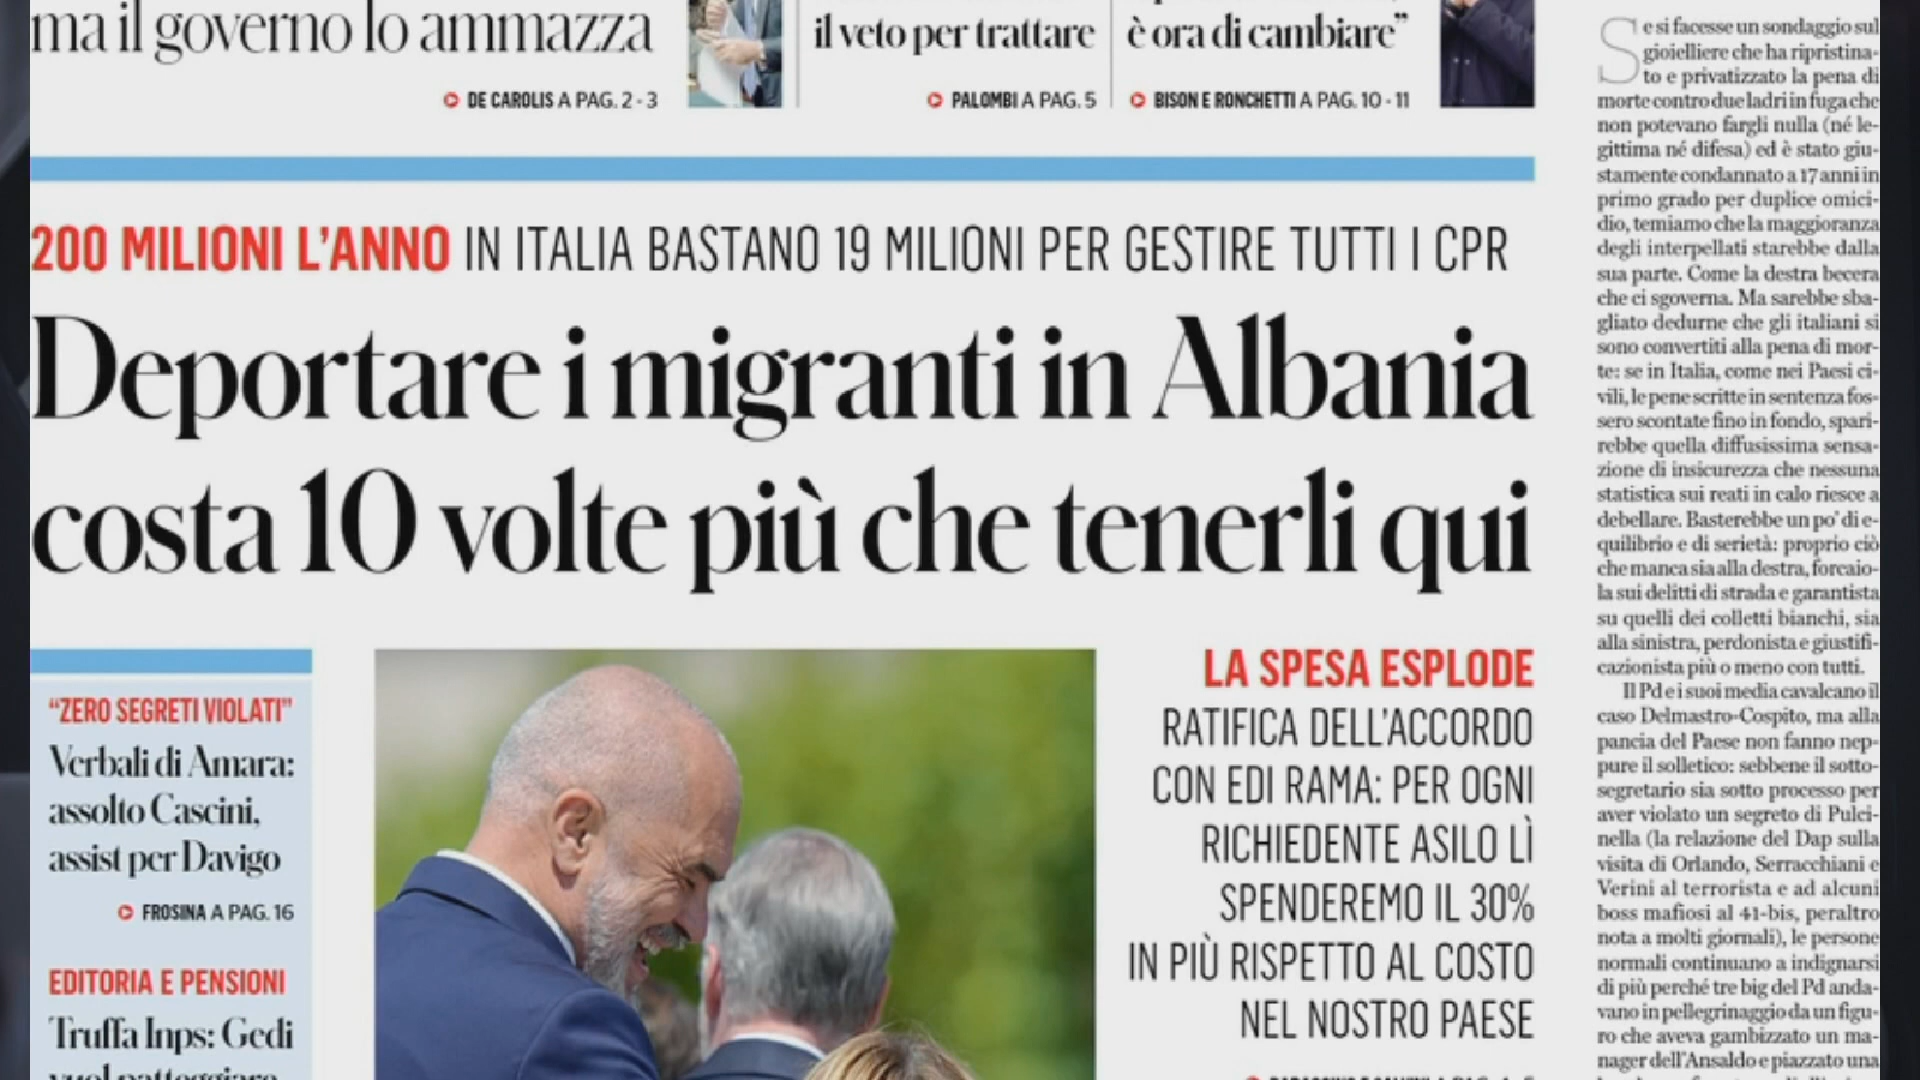 ma il governo lo ammazza
DE CAROLIS A PAG. 2 - 3
il veto per trattare
PALOMBI A PAG. 5
è ora di cambiare”
BISON E RONCHETTI A PAG. 10 - 11
200 MILIONI L’ANNO IN ITALIA BASTANO 19 MILIONI PER GESTIRE TUTTI I CPR
Deportare i migranti in Albania
costa 10 volte più che tenerli qui
“ZERO SEGRETI VIOLATI”
Verbali di Amara:
assolto Cascini,
assist per Davigo
FROSINA A PAG. 16
EDITORIA E PENSIONI
Truffa Inps: Gedi
vuol patteggiare
LA SPESA ESPLODE
RATIFICA DELL’ACCORDO
CON EDI RAMA: PER OGNI
RICHIEDENTE ASILO LÌ
SPENDEREMO IL 30%
IN PIÙ RISPETTO AL COSTO
NEL NOSTRO PAESE
Se si facesse un sondaggio sul
gioielliere che ha ripristina-
to e privatizzato la pena di
morte contro due ladri in fuga che
non potevano fargli nulla (né le-
gittima né difesa) ed è stato giu-
stamente condannato a 17 anni in
primo grado per duplice omici-
dio, temiamo che la maggioranza
degli interpellati starebbe dalla
sua parte. Come la destra becera
che ci sgoverna. Ma sarebbe sba-
gliato dedurne che gli italiani si
sono convertiti alla pena di mor-
te: se in Italia, come nei Paesi ci-
vili, le pene scritte in sentenza fos-
sero scontate fino in fondo, spari-
rebbe quella diffusissima sensa-
zione di insicurezza che nessuna
statistica sui reati in calo riesce a
debellare. Basterebbe un po’ di e-
quilibrio e di serietà: proprio ciò
che manca sia alla destra, forcaio-
la sui delitti di strada e garantista
su quelli dei colletti bianchi, sia
alla sinistra, perdonista e giustifi-
cazionista più o meno con tutti.
Il Pd e i suoi media cavalcano il
caso Delmastro-Cospito, ma alla
pancia del Paese non fanno nep-
pure il solletico: sebbene il sotto-
segretario sia sotto processo per
aver violato un segreto di Pulci-
nella (la relazione del Dap sulla
visita di Orlando, Serracchiani e
Verini al terrorista e ad alcuni
boss mafiosi al 41-bis, peraltro
nota a molti giornali), le persone
normali continuano a indignarsi
di più perché tre big del Pd anda-
vano in pellegrinaggio da un figu-
ro che aveva gambizzato un ma-
nager dell’Ansaldo e piazzato una